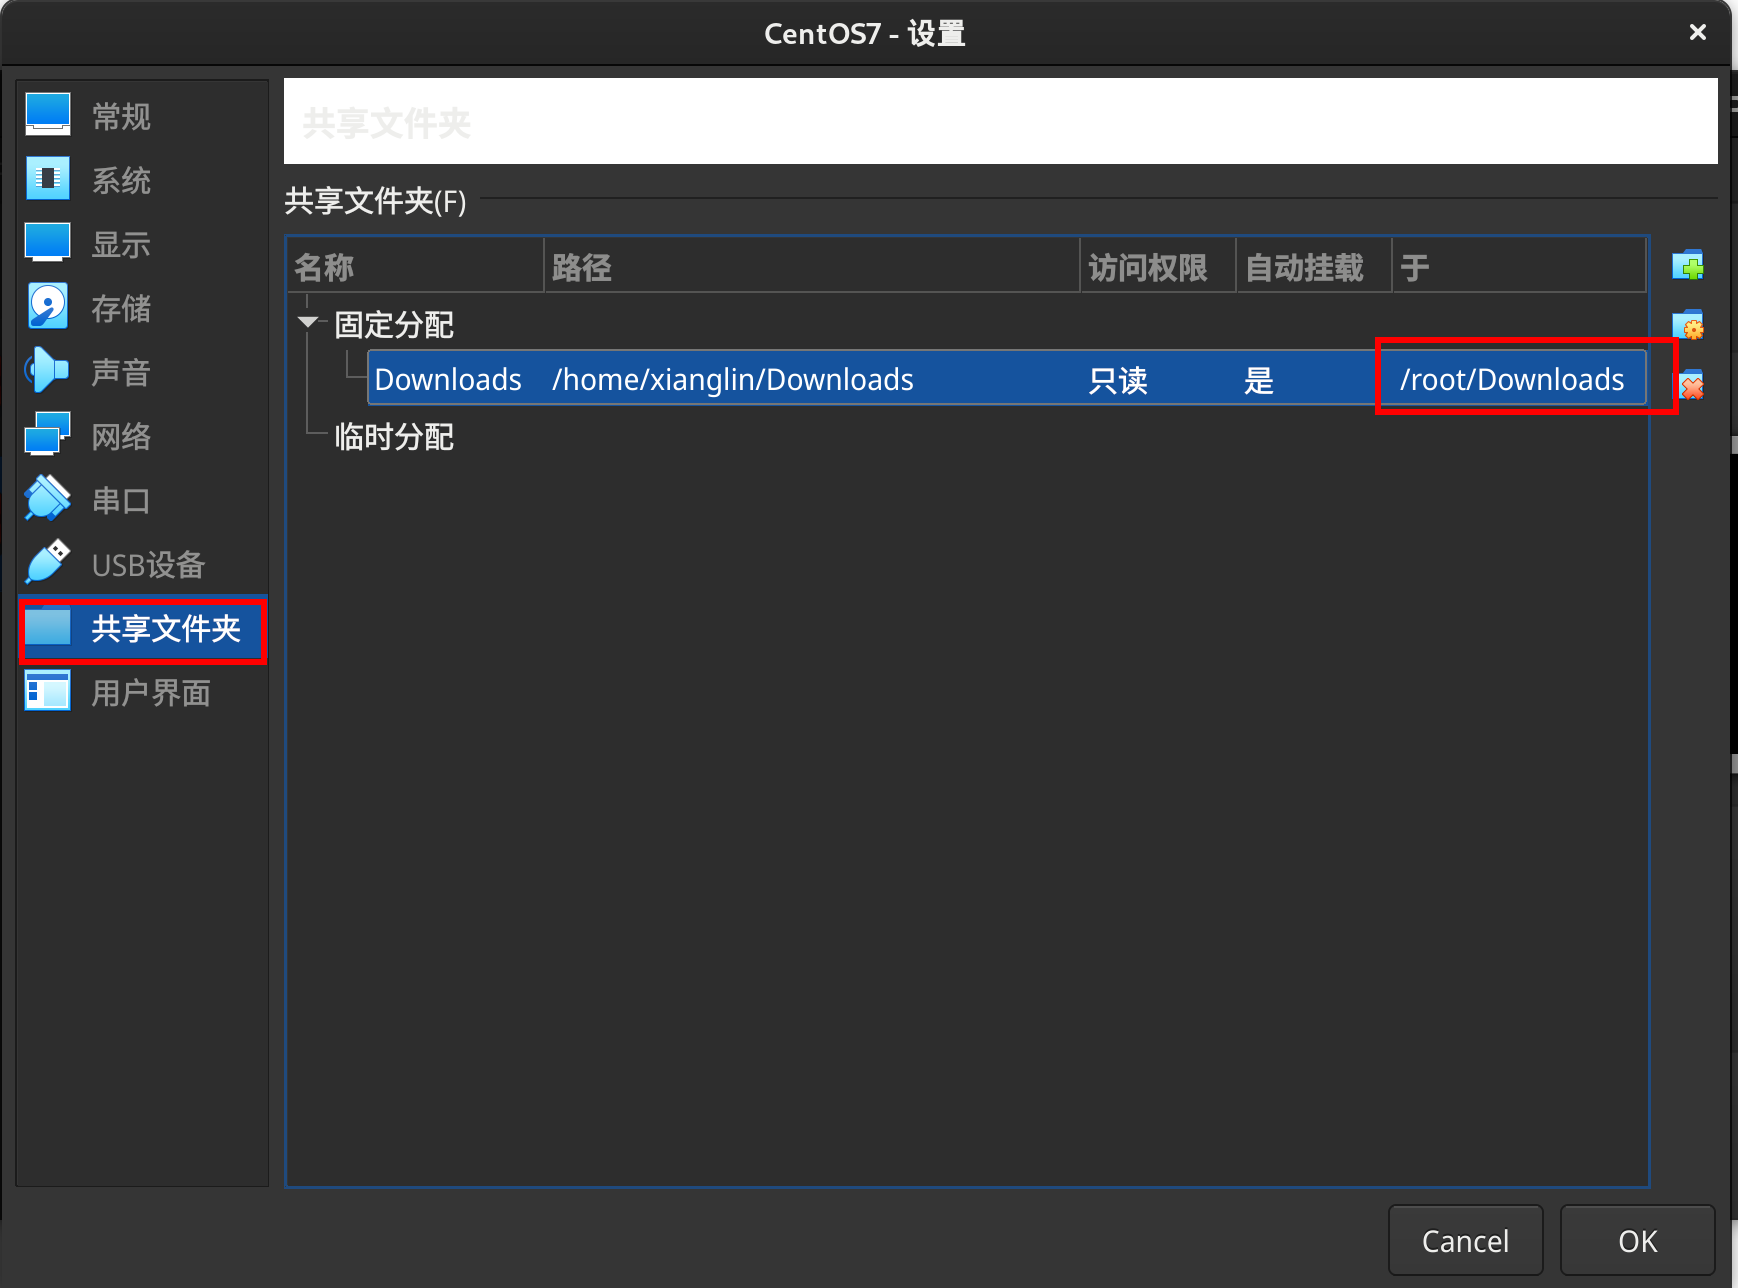 CentOS7 - 设置
常规
系统
显示
存储
声音
网络
串口
USB设备
共享文件夹
用户界面
共享文件夹
共享文件夹(F)
名称 路径 访问权限 自动挂载 于
固定分配
Downloads /home/xianglin/Downloads 只读 是 /root/Downloads
临时分配
Cancel OK